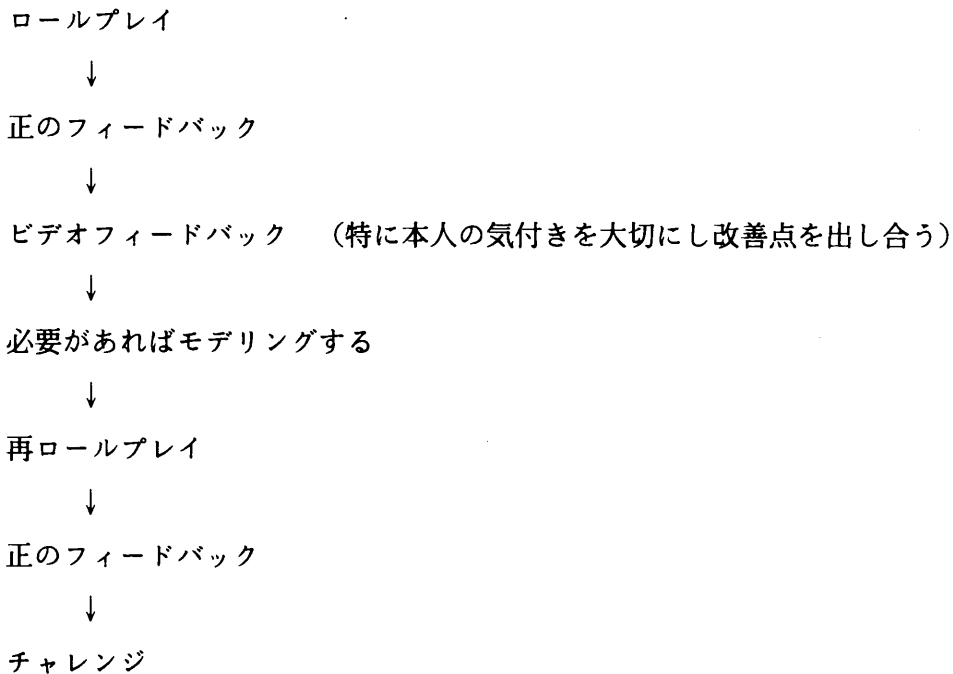 ロールプレイ
↓
正のフィードバック
↓
ビデオフィードバック （特に本人の気付きを大切にし改善点を出し合う）
↓
必要があればモデリングする
↓
再ロールプレイ
↓
正のフィードバック
↓
チャレンジ